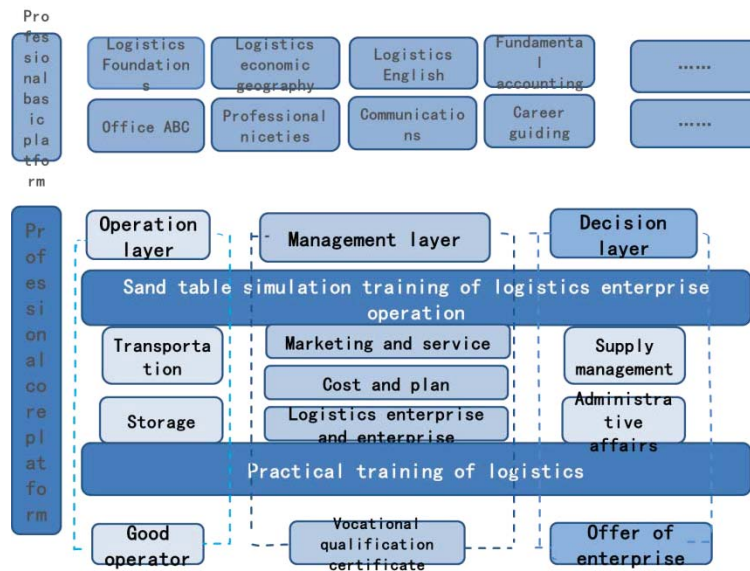 Pro
fes
sio
nal
bas
ic
pla
tfo
rm
Logistics
Foundation
s
Logistics
economic
geography
Logistics
English
Fundamental
l
accounting
……
Office ABC
Professional
niceties
Communicatio
ns
Career
guiding
……
Pr
of
es
si
on
al
co
re
pl
at
fo
rm
Operation
layer
Management layer
Decision
layer
Sand table simulation training of logistics enterprise
operation
Transporta
tion
Marketing and service
Supply
management
Cost and plan
Storage
Logistics enterprise
and enterprise
Administra
tive
affairs
Practical training of logistics
Good
operator
Vocational
qualification
certificate
Offer of
enterprise